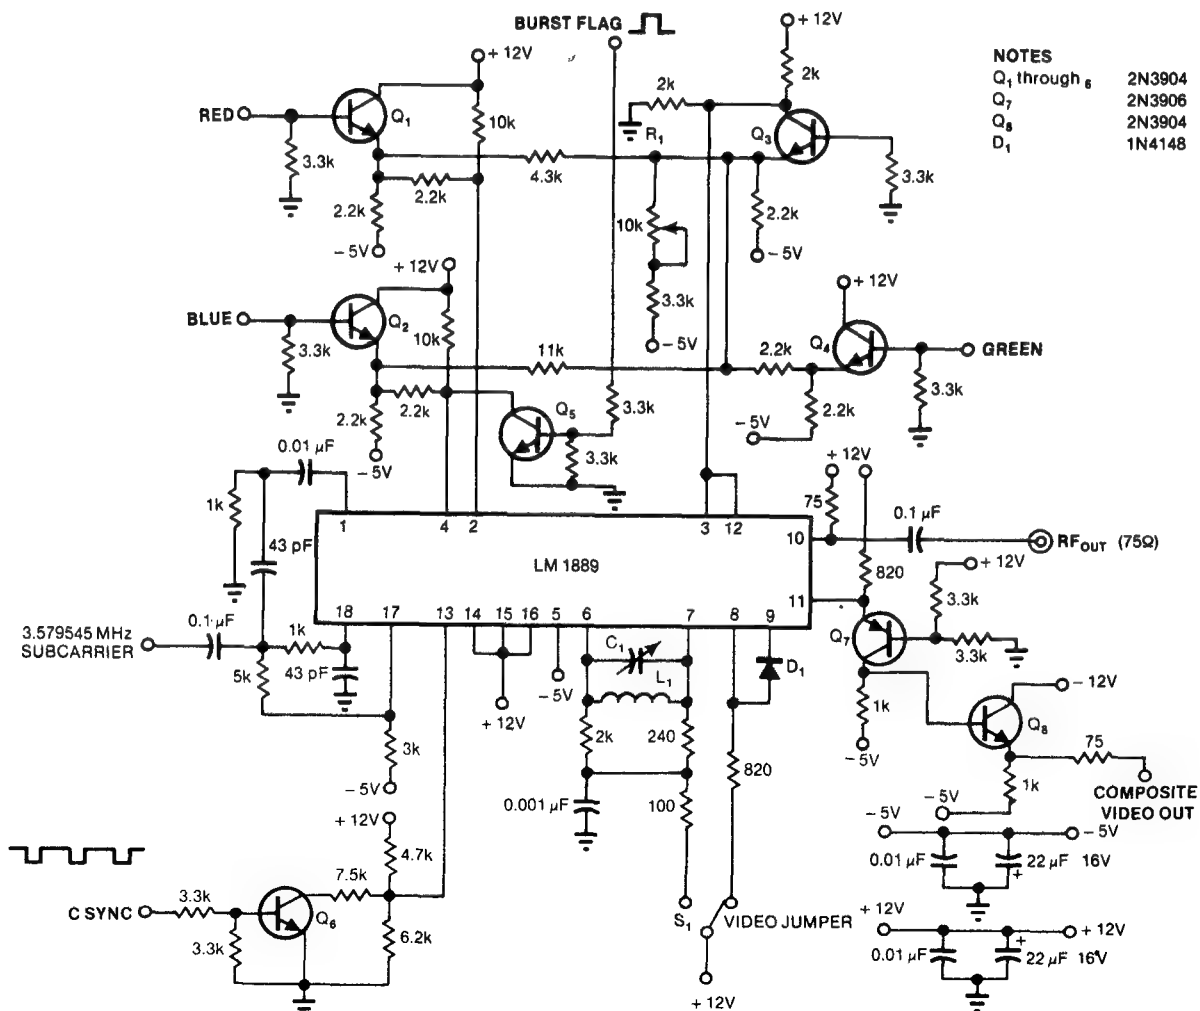 BURST FLAG
+ 12V
+ 12V
NOTES
Q1 through 6 2N3904
Q7 2N3906
Q8 2N3904
D1 1N4148
2k
2k
RED
Q1
10k
R1
Q3
3.3k
4.3k
3.3k
2.2k
2.2k
2.2k
10k
- 5V
- 5V
+ 12V
+ 12V
3.3k
BLUE
Q2
10k
- 5V
Q4
GREEN
3.3k
11k
2.2k
3.3k
2.2k
2.2k
Q5
3.3k
2.2k
- 5V
0.01 µF
- 5V
3.3k
+ 12V
1k
75
0.1 µF
1
4
2
3
12
10
RFOUT (75Ω)
43 pF
LM 1889
820
+ 12V
11
3.579545 MHz
SUBCARRIER
0.1 µF
18
17
13
14
15
16
5
6
7
8
9
3.3k
1k
C1
Q7
5k
43 pF
L1
D1
3.3k
- 5V
- 12V
+ 12V
1k
Q8
3k
2k
240
75
820
- 5V
1k
- 5V
0.001 µF
100
- 5V
COMPOSITE
VIDEO OUT
+ 12V
- 5V
- 5V
4.7k
0.01 µF
22 µF 16V
+
7.5k
3.3k
C SYNC
Q6
S1
VIDEO JUMPER
+ 12V
+ 12V
3.3k
6.2k
+
0.01 µF
22 µF 16V
+ 12V